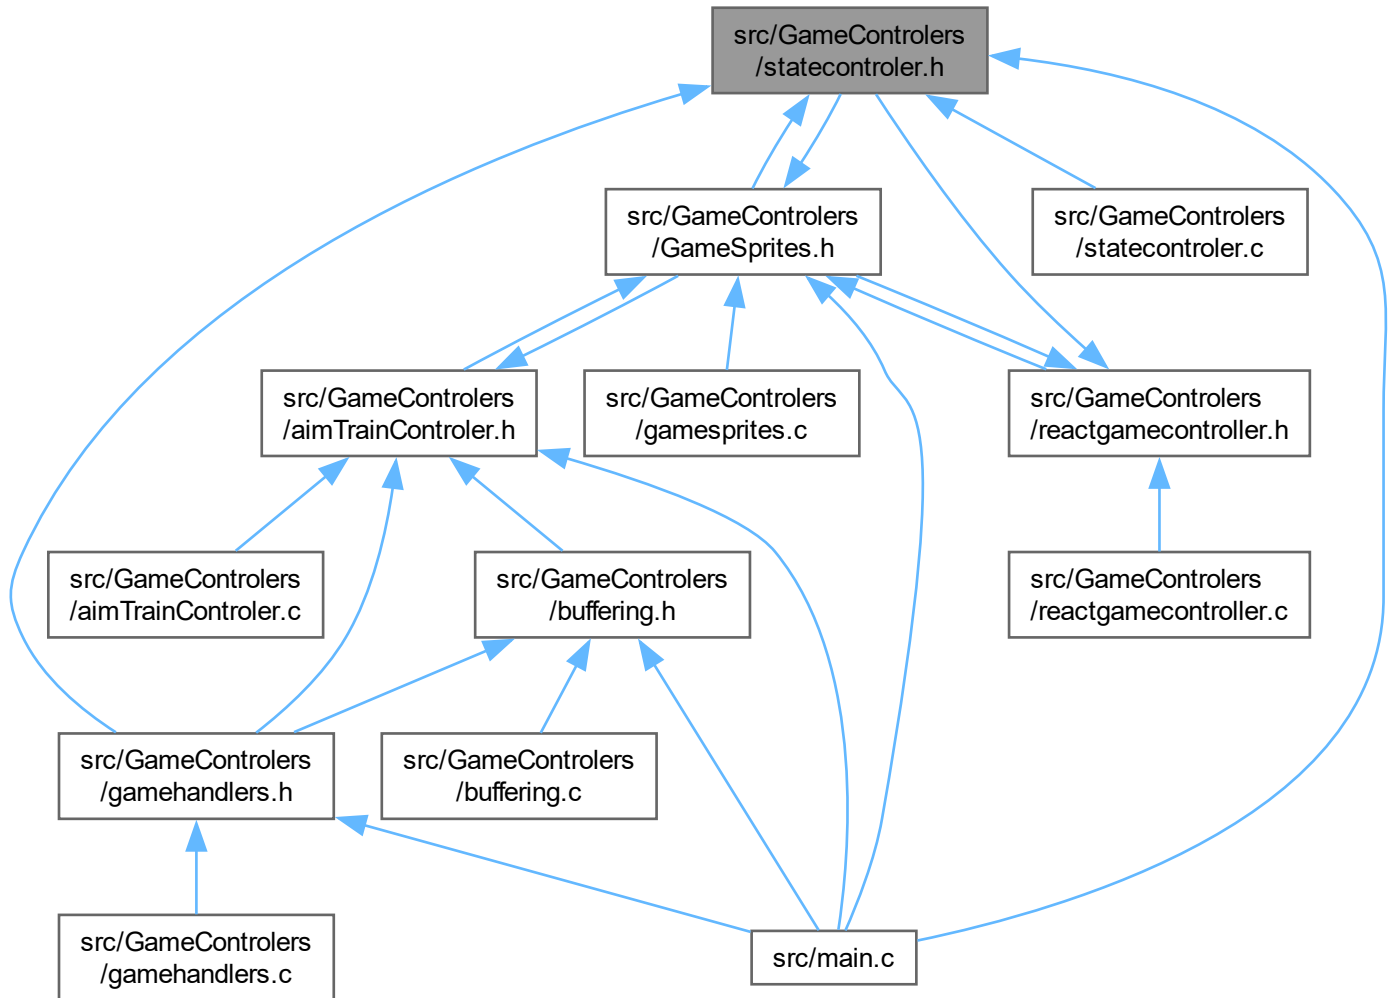 src/GameControlers
/statecontroler.h
src/GameControlers
/GameSprites.h
src/GameControlers
/statecontroler.c
src/GameControlers
/aimTrainControler.h
src/GameControlers
/gamesprites.c
src/GameControlers
/reactgamecontroller.h
src/GameControlers
/aimTrainControler.c
src/GameControlers
/buffering.h
src/GameControlers
/reactgamecontroller.c
src/GameControlers
/gamehandlers.h
src/GameControlers
/buffering.c
src/GameControlers
/gamehandlers.c
src/main.c